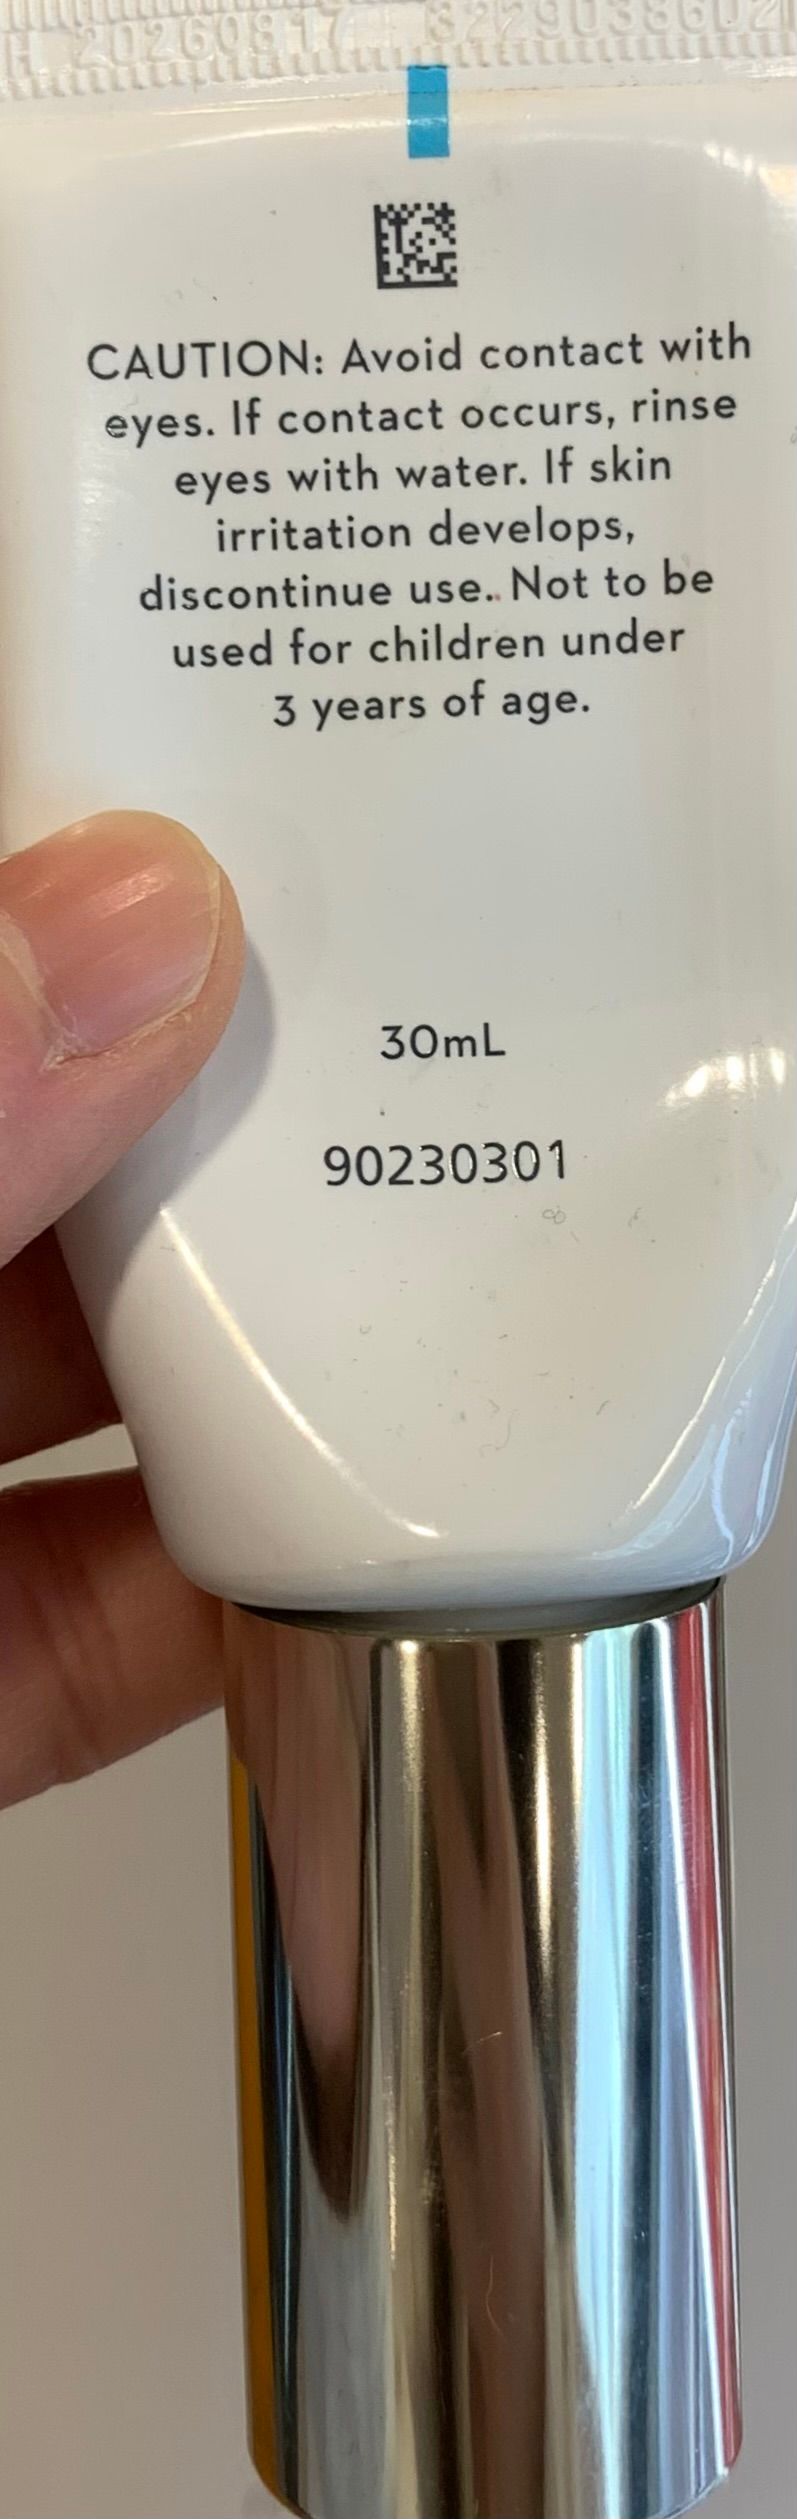 20260817 3229038602
CAUTION: Avoid contact with
eyes. If contact occurs, rinse
eyes with water. If skin
irritation develops,
discontinue use. Not to be
used for children under
3 years of age.
30mL
90230301